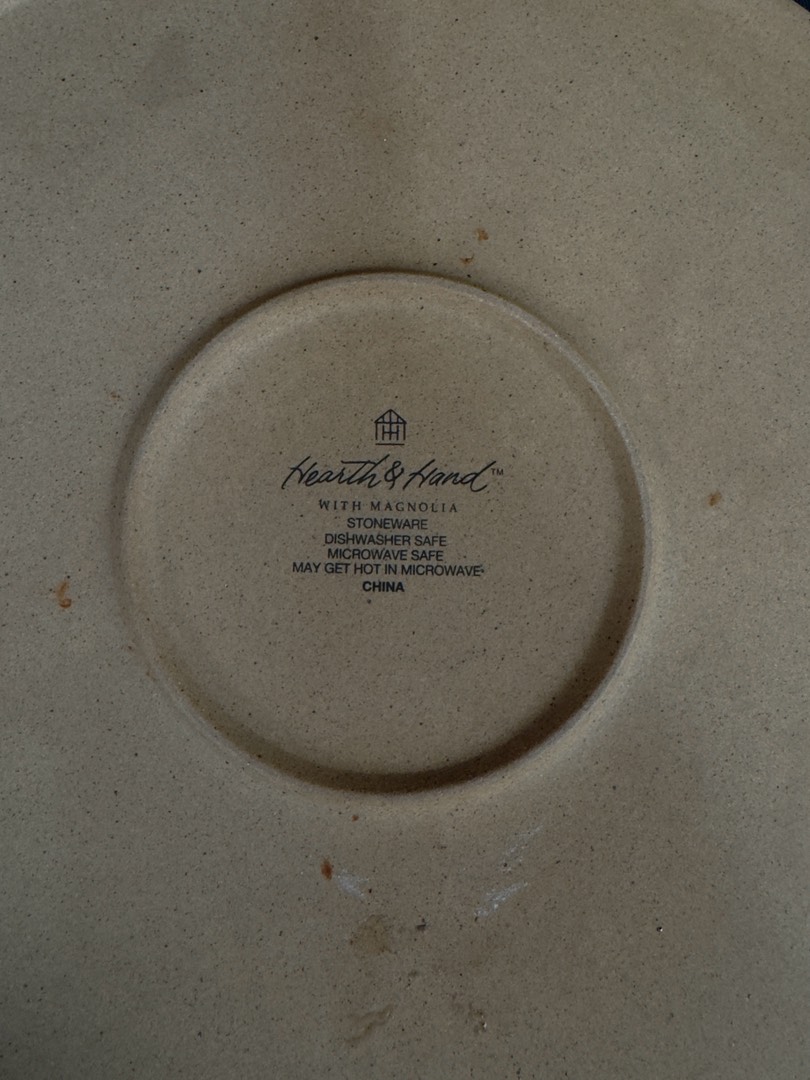 Hearth & Hand™
WITH MAGNOLIA
STONEWARE
DISHWASHER SAFE
MICROWAVE SAFE
MAY GET HOT IN MICROWAVE
CHINA